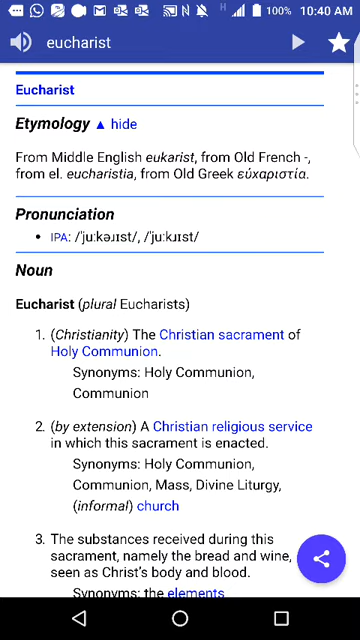 H 100% 10:40 AM
eucharist
Eucharist
Etymology ▲ hide
From Middle English eukarist, from Old French -,
from el. eucharistia, from Old Greek εὐχαριστία.
Pronunciation
• IPA: /ˈjuːkəɹɪst/, /ˈjuːkɹɪst/
Noun
Eucharist (plural Eucharists)
1. (Christianity) The Christian sacrament of
Holy Communion.
Synonyms: Holy Communion,
Communion
2. (by extension) A Christian religious service
in which this sacrament is enacted.
Synonyms: Holy Communion,
Communion, Mass, Divine Liturgy,
(informal) church
3. The substances received during this
sacrament, namely the bread and wine,
seen as Christ's body and blood.
Synonyms: the elements